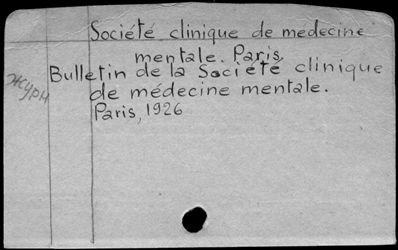 Société clinique de medecine
mentale. Paris
Bulletin de la Société clinique
de médecine mentale.
Paris, 1926
Журн